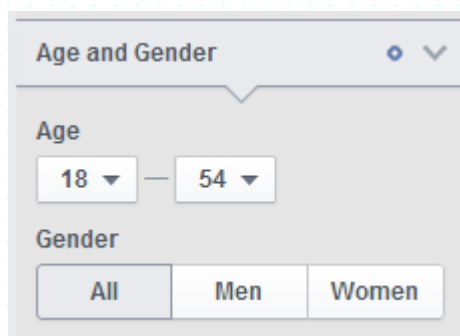 Age and Gender
Age
18 — 54
Gender
All Men Women